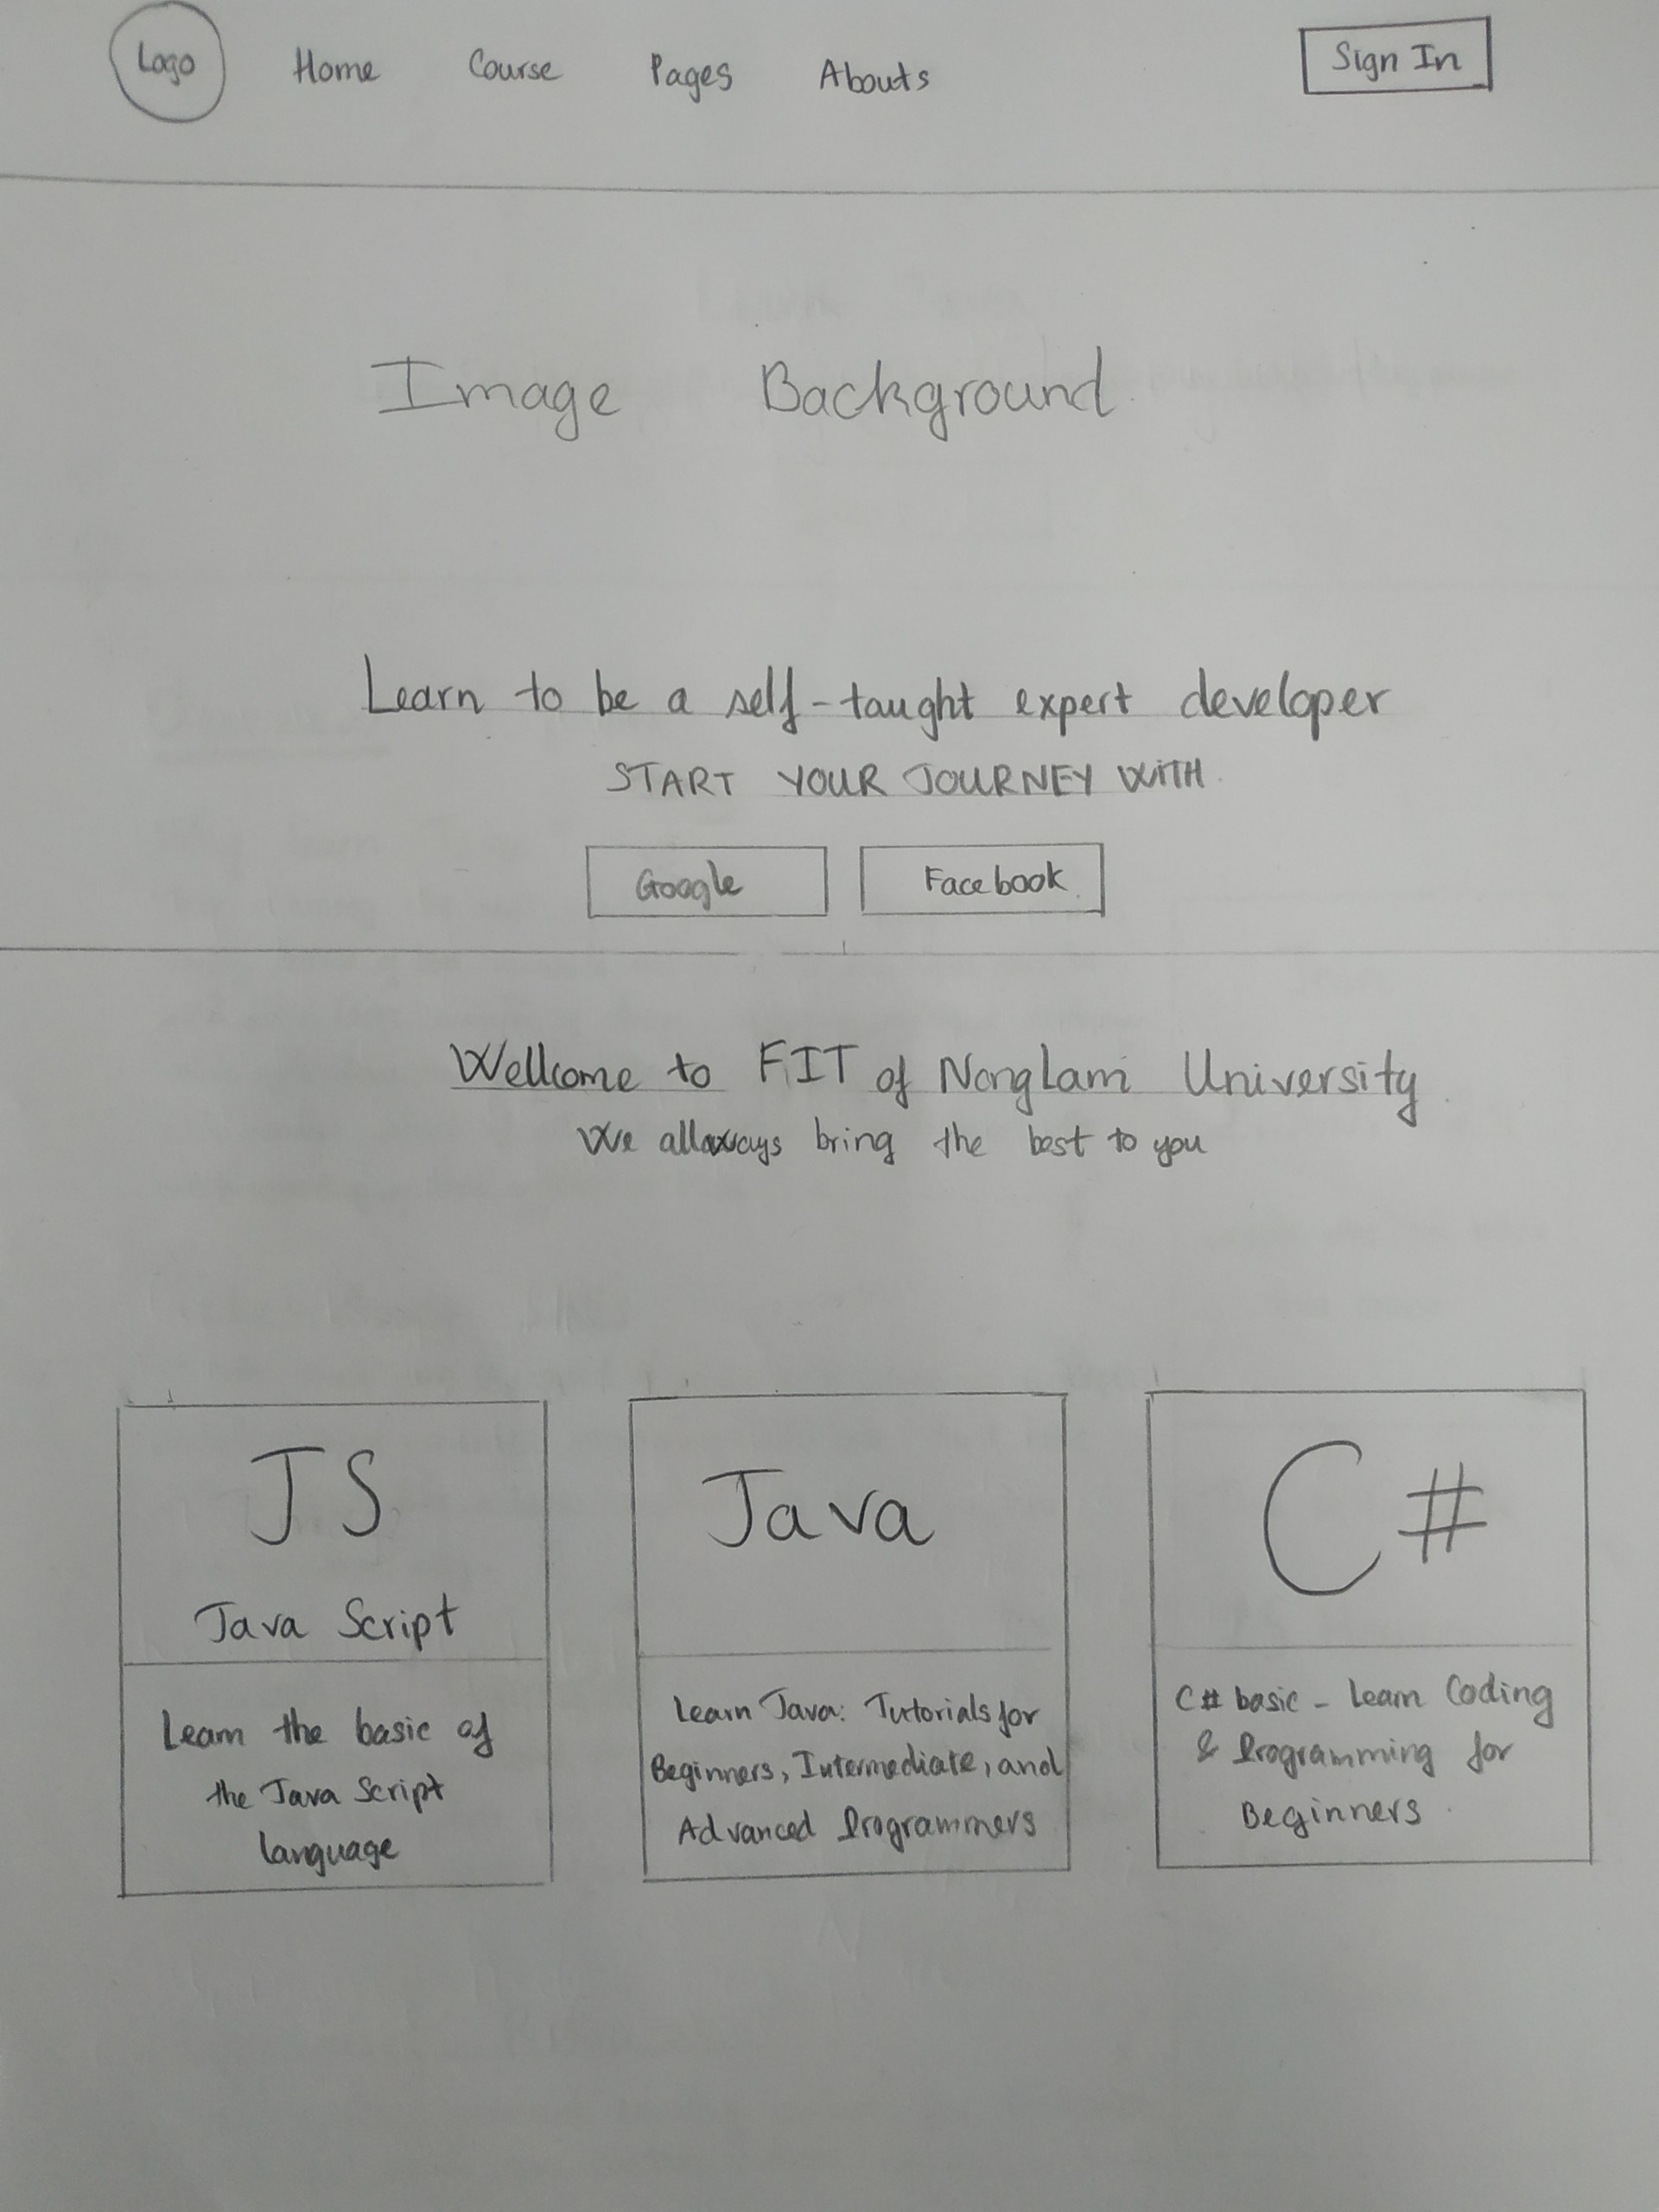 Logo Home Course Pages Abouts Sign In
Image Background
Learn to be a self-taught expert developer
START YOUR JOURNEY WITH
Google Facebook
Wellcome to FIT of NongLam University
We allways bring the best to you
JS
Java Script
Learn the basic of
the Java Script
language
Java
Learn Java: Tutorials for
Beginners, Intermediate, and
Advanced Programmers
C#
C# basic - Learn Coding
& Programming for
Beginners